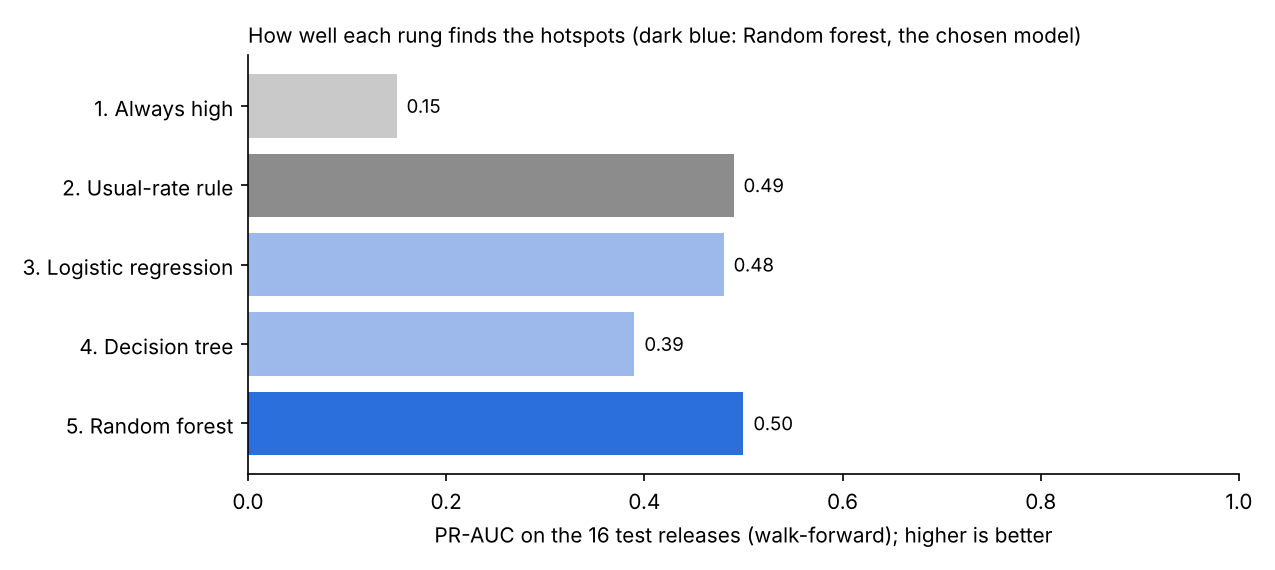 How well each rung finds the hotspots (dark blue: Random forest, the chosen model)
1. Always high 0.15
2. Usual-rate rule 0.49
3. Logistic regression 0.48
4. Decision tree 0.39
5. Random forest 0.50
0.0 0.2 0.4 0.6 0.8 1.0
PR-AUC on the 16 test releases (walk-forward); higher is better